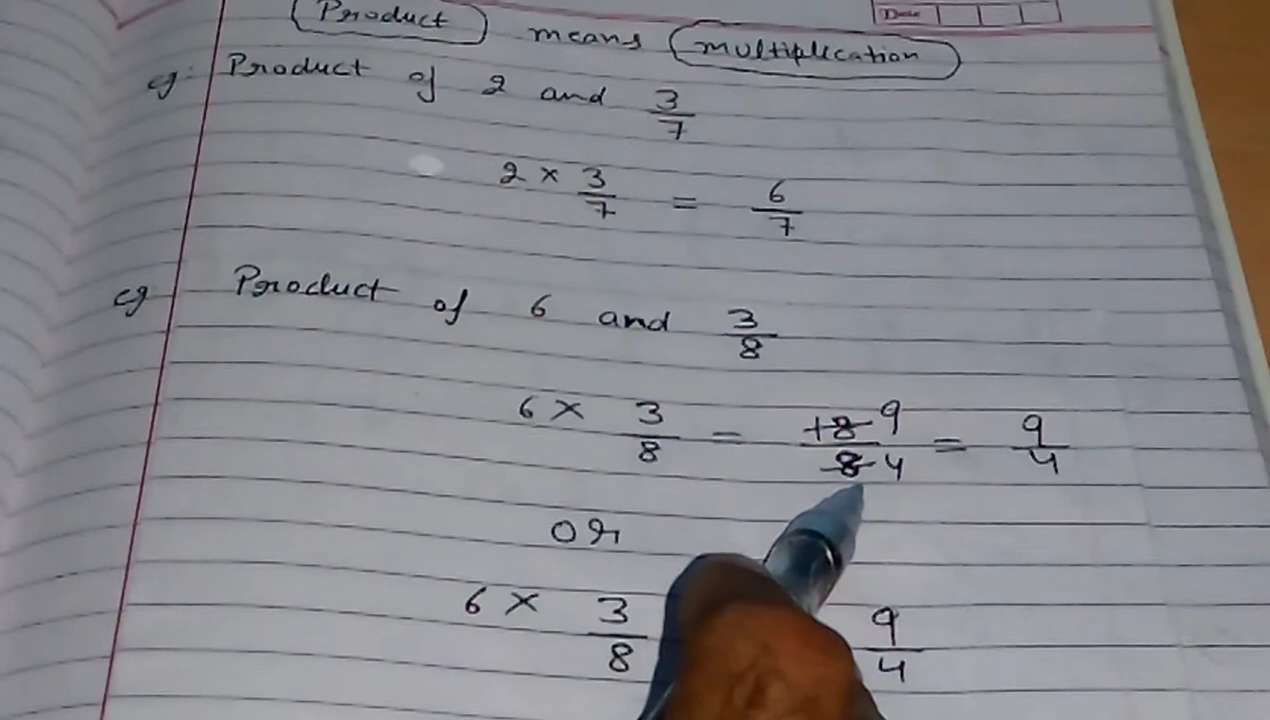 Date
Product means multiplication
eg: Product of 2 and 3/7
2 × 3/7 = 6/7
eg Product of 6 and 3/8
6 × 3/8 = 18 9/8 4 = 9/4
or
6 × 3/8 9/4